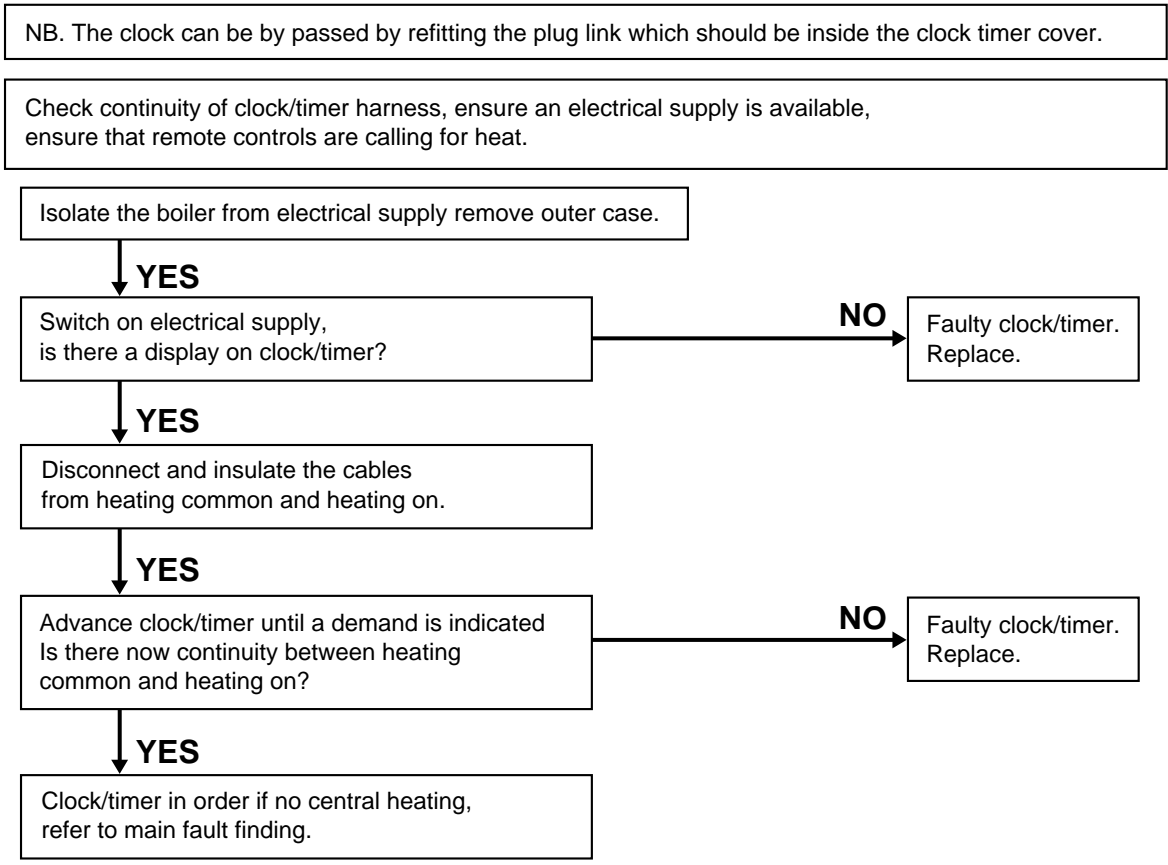 NB. The clock can be by passed by refitting the plug link which should be inside the clock timer cover.
Check continuity of clock/timer harness, ensure an electrical supply is available,
ensure that remote controls are calling for heat.
Isolate the boiler from electrical supply remove outer case.
YES
Switch on electrical supply,
is there a display on clock/timer?
NO
Faulty clock/timer.
Replace.
YES
Disconnect and insulate the cables
from heating common and heating on.
YES
Advance clock/timer until a demand is indicated
Is there now continuity between heating
common and heating on?
NO
Faulty clock/timer.
Replace.
YES
Clock/timer in order if no central heating,
refer to main fault finding.